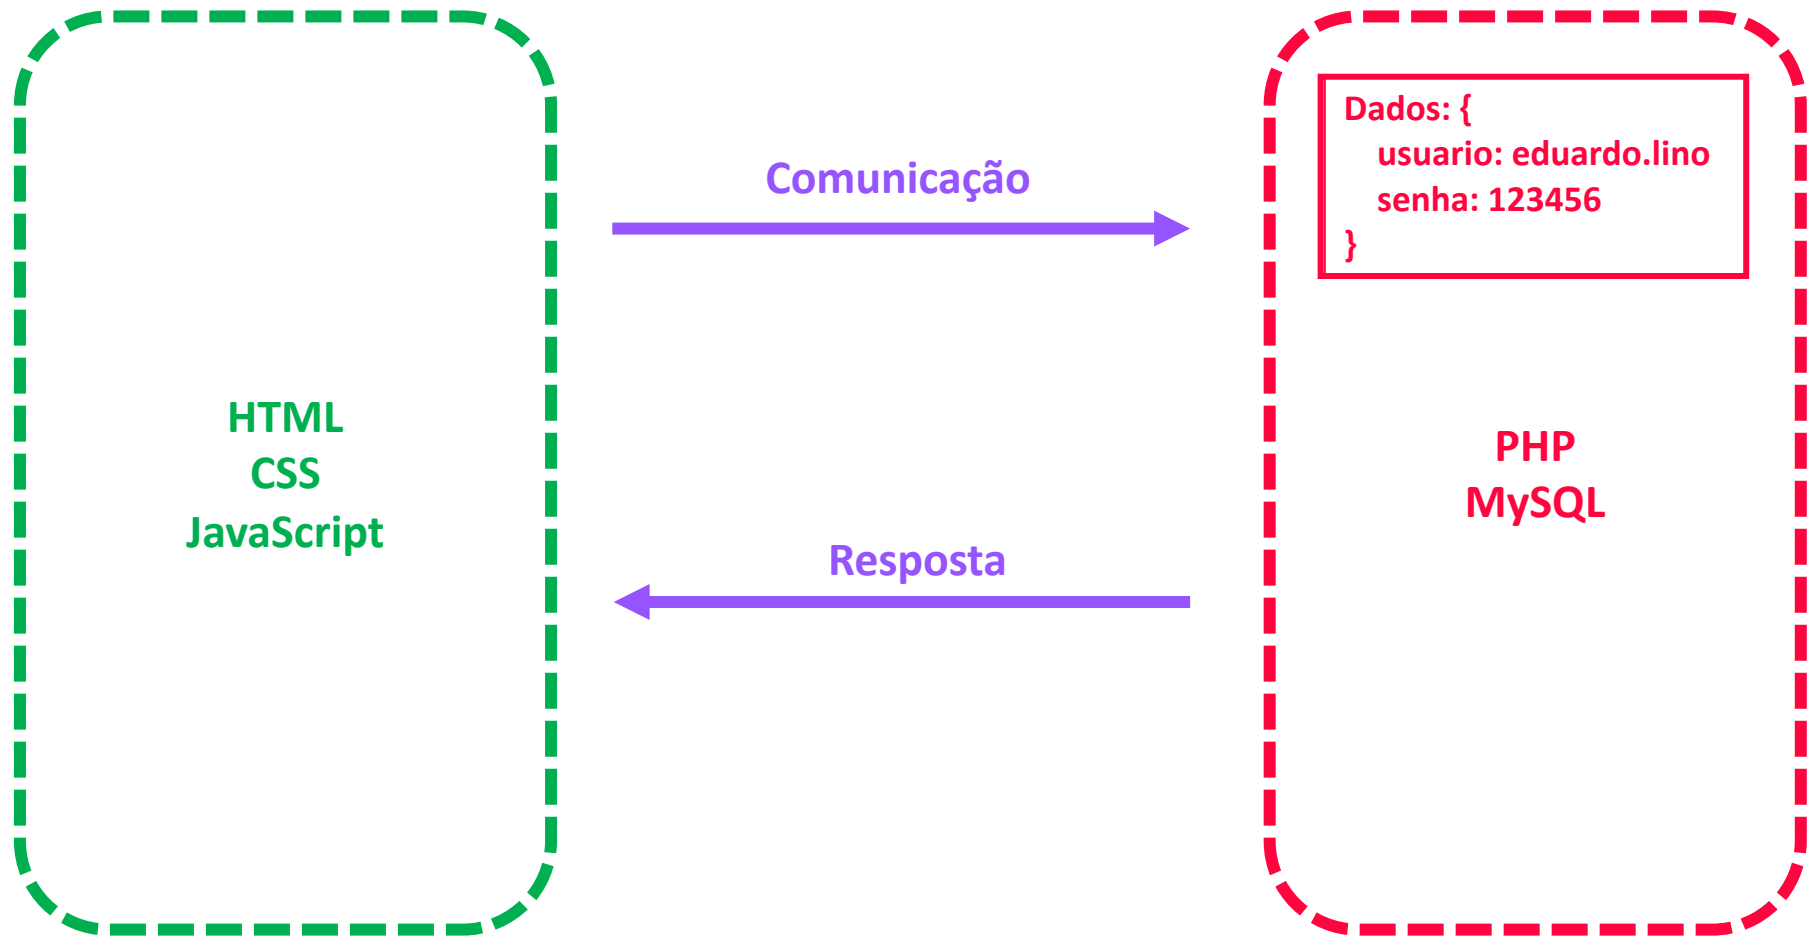 HTML
CSS
JavaScript
Comunicação
Resposta
Dados: {
usuario: eduardo.lino
senha: 123456
}
PHP
MySQL